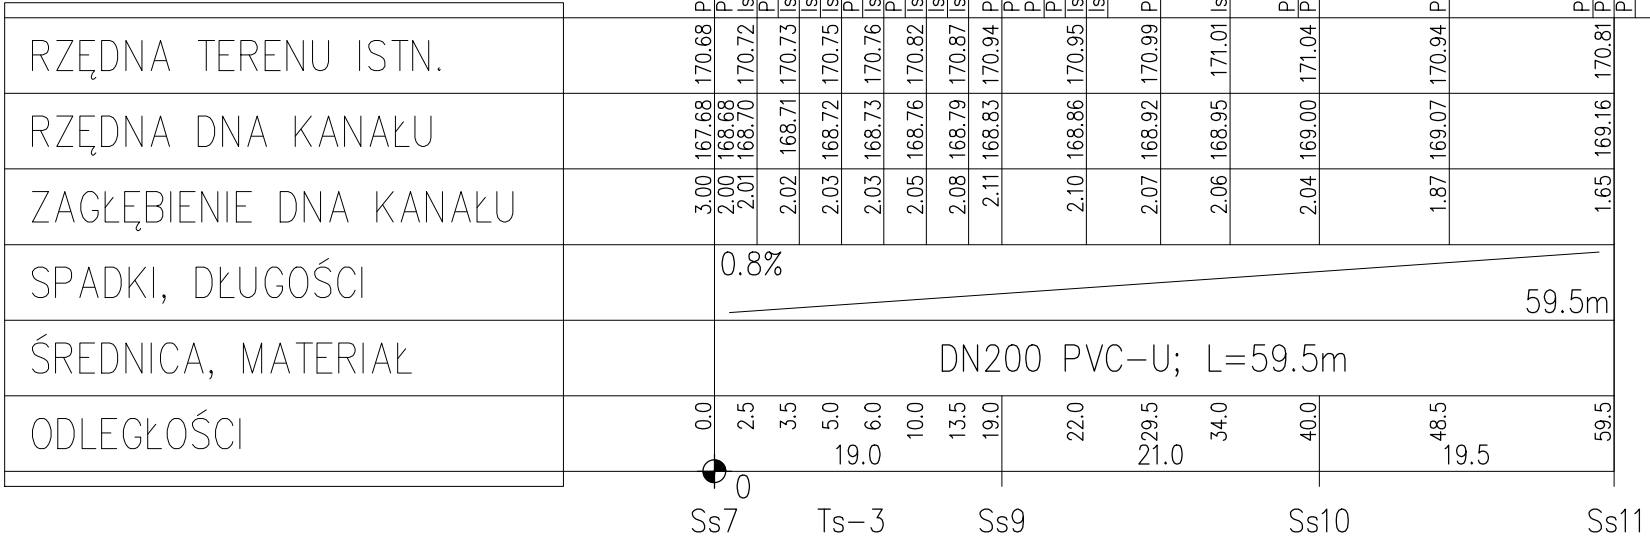 RZĘDNA TERENU ISTN. 170.68 170.72 170.73 170.75 170.76 170.82 170.87 170.94 170.95 170.99 171.01 171.04 170.94 170.81
RZĘDNA DNA KANAŁU 167.68 168.68 168.70 168.71 168.72 168.73 168.76 168.79 168.83 168.86 168.92 168.95 169.00 169.07 169.16
ZAGŁĘBIENIE DNA KANAŁU 3.00 2.00 2.01 2.02 2.03 2.03 2.05 2.08 2.11 2.10 2.07 2.06 2.04 1.87 1.65
SPADKI, DŁUGOŚCI 0.8% 59.5m
ŚREDNICA, MATERIAŁ DN200 PVC-U; L=59.5m
ODLEGŁOŚCI 0.0 2.5 3.5 5.0 6.0 10.0 13.5 19.0 22.0 29.5 34.0 40.0 48.5 59.5
19.0 21.0 19.5
0
Ss7 Ts-3 Ss9 Ss10 Ss11